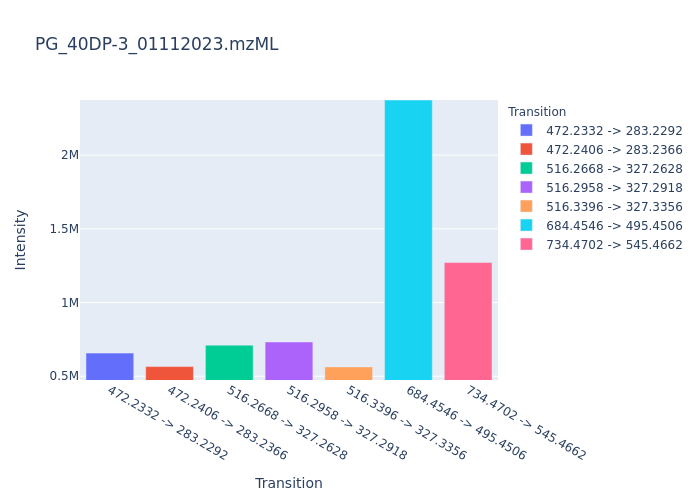 PG_40DP-3_01112023.mzML
Transition
472.2332 -> 283.2292
472.2406 -> 283.2366
516.2668 -> 327.2628
516.2958 -> 327.2918
516.3396 -> 327.3356
684.4546 -> 495.4506
734.4702 -> 545.4662
Intensity
2M
1.5M
1M
0.5M
472.2332 -> 283.2292
472.2406 -> 283.2366
516.2668 -> 327.2628
516.2958 -> 327.2918
516.3396 -> 327.3356
684.4546 -> 495.4506
734.4702 -> 545.4662
Transition